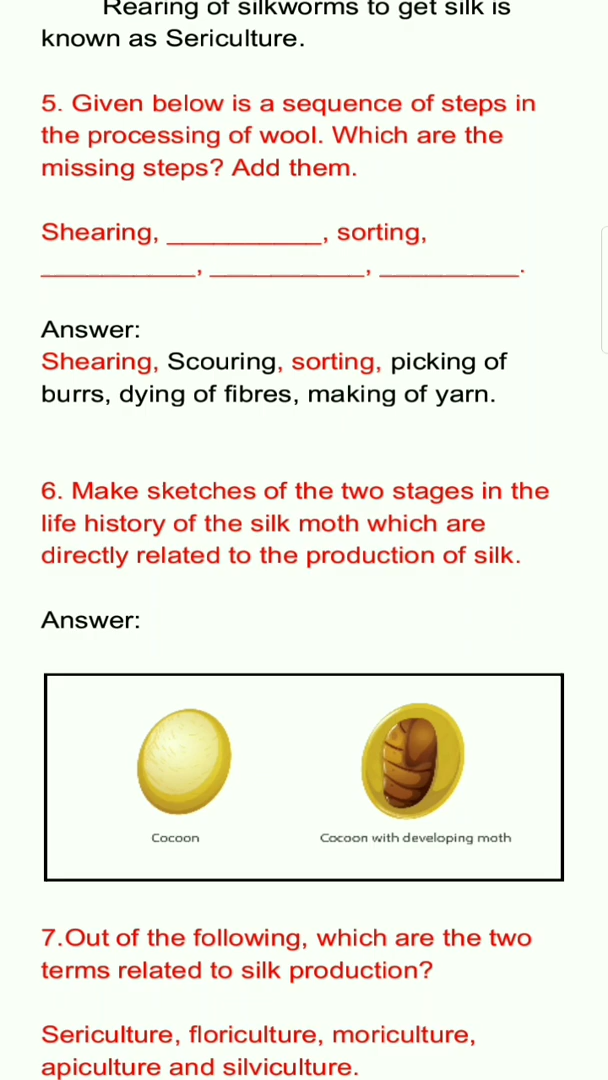 Rearing of silkworms to get silk is
known as Sericulture.
5. Given below is a sequence of steps in
the processing of wool. Which are the
missing steps? Add them.
Shearing, ____________, sorting,
____________, ____________, ___________.
Answer:
Shearing, Scouring, sorting, picking of
burrs, dying of fibres, making of yarn.
6. Make sketches of the two stages in the
life history of the silk moth which are
directly related to the production of silk.
Answer:
Cocoon Cocoon with developing moth
7.Out of the following, which are the two
terms related to silk production?
Sericulture, floriculture, moriculture,
apiculture and silviculture.